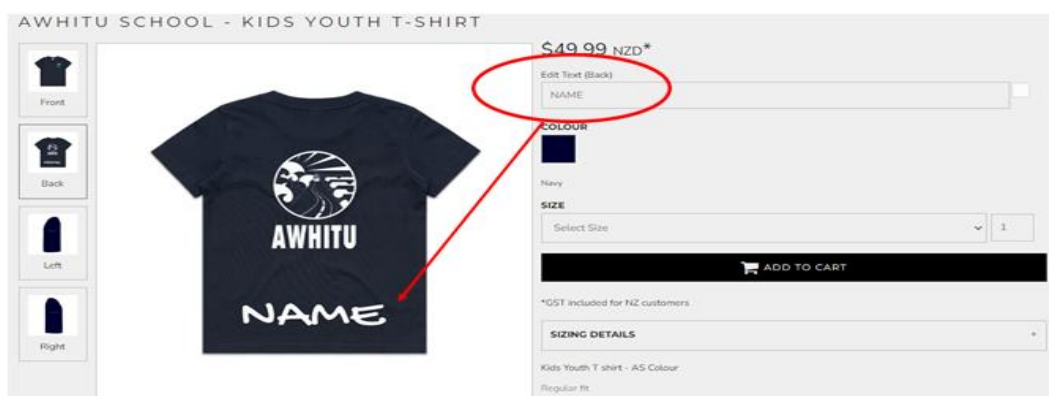 AWHITU SCHOOL - KIDS YOUTH T-SHIRT
Front
Back
Left
Right
AWHITU
NAME
$49.99 NZD*
Edit Text (Back)
NAME
COLOUR
Navy
SIZE
Select Size
1
ADD TO CART
*GST included for NZ customers
SIZING DETAILS
+
Kids Youth T shirt - AS Colour
Regular fit